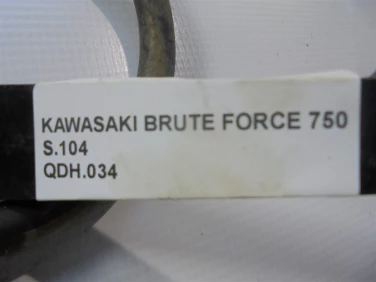 KAWASAKI BRUTE FORCE 750
S.104
QDH.034